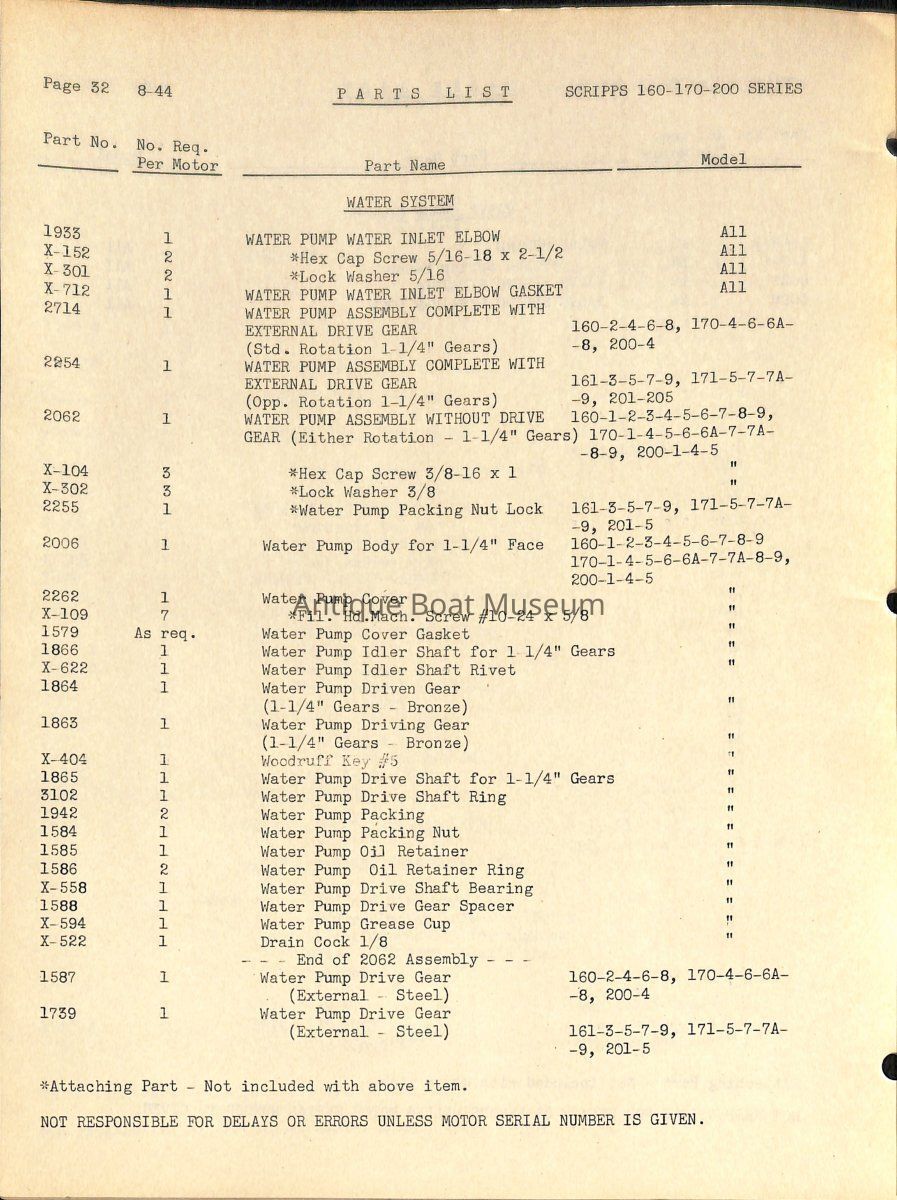 Page 32 8-44 PARTS LIST SCRIPPS 160-170-200 SERIES
Part No. No. Req. Per Motor Part Name Model
WATER SYSTEM
1933 1 WATER PUMP WATER INLET ELBOW All
X-152 2 *Hex Cap Screw 5/16-18 x 2-1/2 All
X-301 2 *Lock Washer 5/16 All
X-712 1 WATER PUMP WATER INLET ELBOW GASKET All
2714 1 WATER PUMP ASSEMBLY COMPLETE WITH
EXTERNAL DRIVE GEAR 160-2-4-6-8, 170-4-6-6A-
(Std. Rotation 1-1/4" Gears) -8, 200-4
2254 1 WATER PUMP ASSEMBLY COMPLETE WITH
EXTERNAL DRIVE GEAR 161-3-5-7-9, 171-5-7-7A-
(Opp. Rotation 1-1/4" Gears) -9, 201-205
2062 1 WATER PUMP ASSEMBLY WITHOUT DRIVE 160-1-2-3-4-5-6-7-8-9,
GEAR (Either Rotation - 1-1/4" Gears) 170-1-4-5-6-6A-7-7A-
-8-9, 200-1-4-5
X-104 3 *Hex Cap Screw 3/8-16 x 1 "
X-302 3 *Lock Washer 3/8 "
2255 1 *Water Pump Packing Nut Lock 161-3-5-7-9, 171-5-7-7A-
-9, 201-5
2006 1 Water Pump Body for 1-1/4" Face 160-1-2-3-4-5-6-7-8-9
170-1-4-5-6-6A-7-7A-8-9,
200-1-4-5
2262 1 Water Pump Cover "
Antique Boat Museum
X-109 7 *Fil. Hd.Mach. Screw #10-24 x 5/8 "
1579 As req. Water Pump Cover Gasket "
1866 1 Water Pump Idler Shaft for 1 1/4" Gears "
X-622 1 Water Pump Idler Shaft Rivet "
1864 1 Water Pump Driven Gear
(1-1/4" Gears - Bronze) "
1863 1 Water Pump Driving Gear
(1-1/4" Gears - Bronze) "
X-404 1 Woodruff Key #5 "
1865 1 Water Pump Drive Shaft for 1-1/4" Gears "
3102 1 Water Pump Drive Shaft Ring "
1942 2 Water Pump Packing "
1584 1 Water Pump Packing Nut "
1585 1 Water Pump Oil Retainer "
1586 2 Water Pump Oil Retainer Ring "
X-558 1 Water Pump Drive Shaft Bearing "
1588 1 Water Pump Drive Gear Spacer "
X-594 1 Water Pump Grease Cup "
X-522 1 Drain Cock 1/8 "
- - - End of 2062 Assembly - - -
1587 1 Water Pump Drive Gear 160-2-4-6-8, 170-4-6-6A-
(External - Steel) -8, 200-4
1739 1 Water Pump Drive Gear
(External - Steel) 161-3-5-7-9, 171-5-7-7A-
-9, 201-5
*Attaching Part - Not included with above item.
NOT RESPONSIBLE FOR DELAYS OR ERRORS UNLESS MOTOR SERIAL NUMBER IS GIVEN.